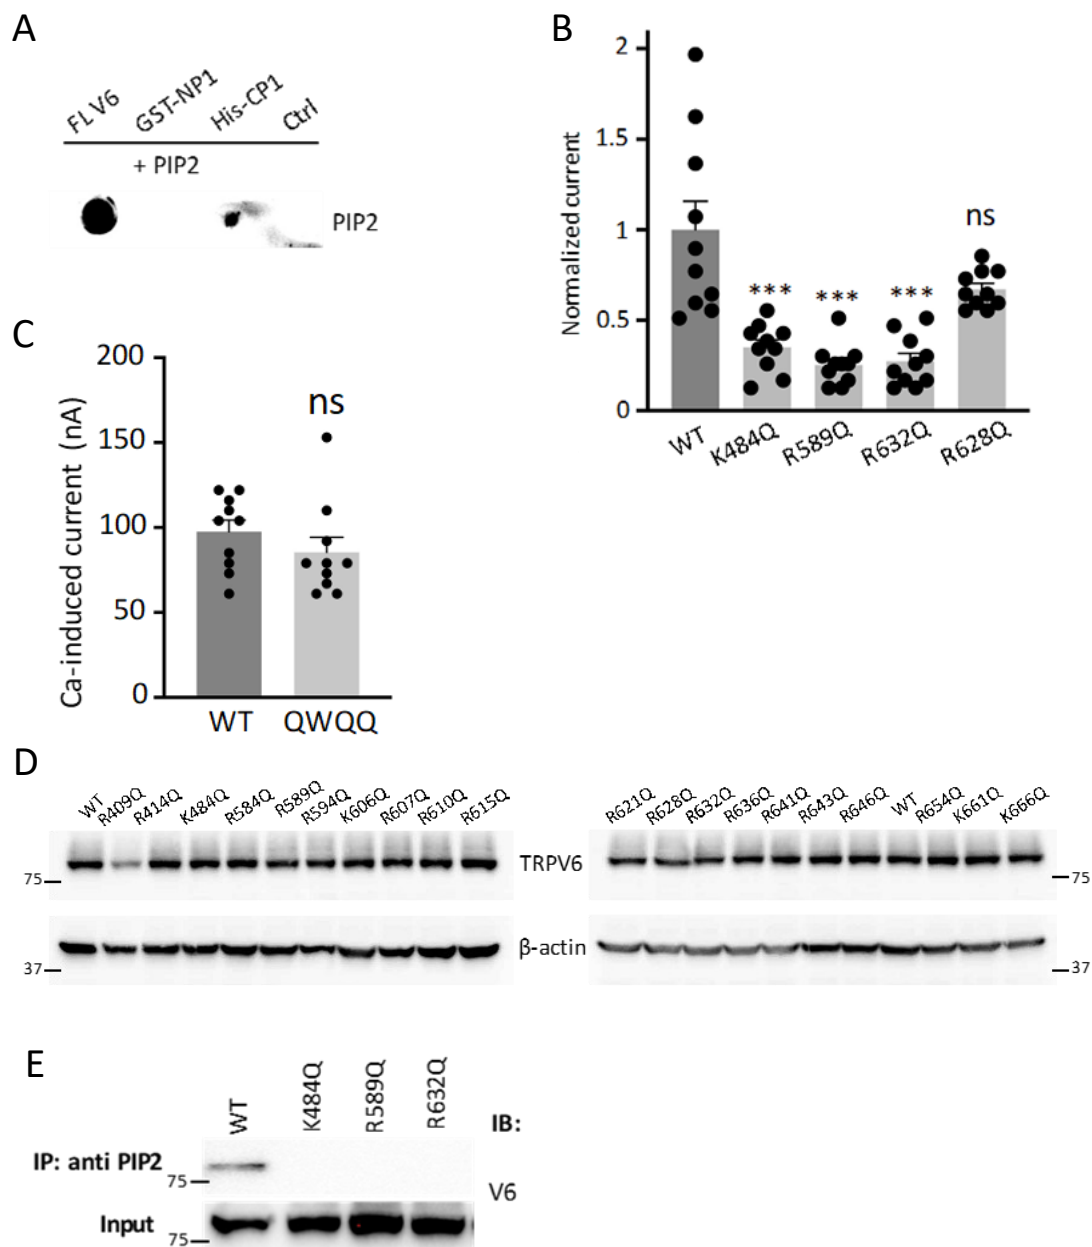 A
FL V6 GST-NP1 His-CP1 Ctrl
+ PIP2
PIP2
B
Normalized current
2
1.5
1
0.5
0
*** *** *** ns
WT K484Q R589Q R632Q R628Q
C
Ca-induced current (nA)
200
150
100
50
0
ns
WT QWQQ
D
WT R409Q R414Q K484Q R584Q R589Q R594Q K606Q R607Q R610Q R615Q
R621Q R628Q R632Q R636Q R641Q R643Q R646Q WT R654Q K661Q K666Q
75 TRPV6 75
37 β-actin 37
E
WT K484Q R589Q R632Q IB:
IP: anti PIP2
75
V6
Input
75